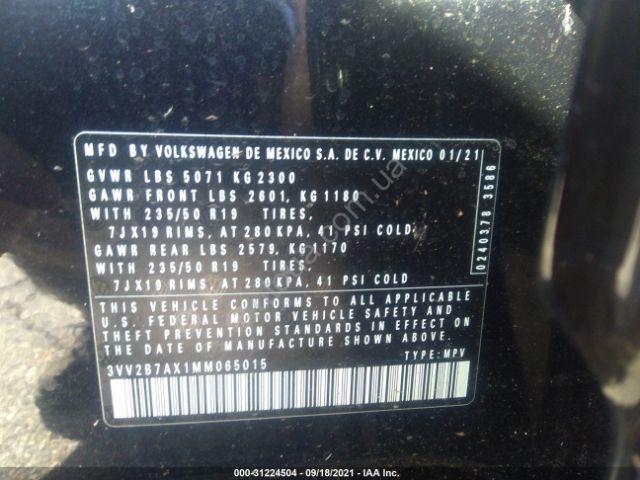 MFD BY VOLKSWAGEN DE MEXICO S.A. DE C.V. MEXICO 01/21
GVWR LBS 5071 KG 2300
GAWR FRONT LBS 2601, KG 1180
WITH 235/50 R19 TIRES,
7JX19 RIMS, AT 280 KPA, 41 PSI COLD
GAWR REAR LBS 2579, KG 1170
WITH 235/50 R19 TIRES,
7JX19 RIMS, AT 280 KPA, 41 PSI COLD
THIS VEHICLE CONFORMS TO ALL APPLICABLE
U.S. FEDERAL MOTOR VEHICLE SAFETY AND
THEFT PREVENTION STANDARDS IN EFFECT ON
THE DATE OF MANUFACTURE SHOWN ABOVE
3VV2B7AX1MM065015 TYPE: MPV
0240378 3586
000-31224504 - 09/18/2021 - IAA Inc.